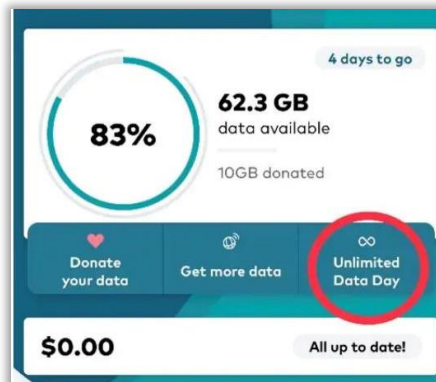 4 days to go
83%
62.3 GB
data available
10GB donated
Donate
your data
Get more data
Unlimited
Data Day
$0.00
All up to date!